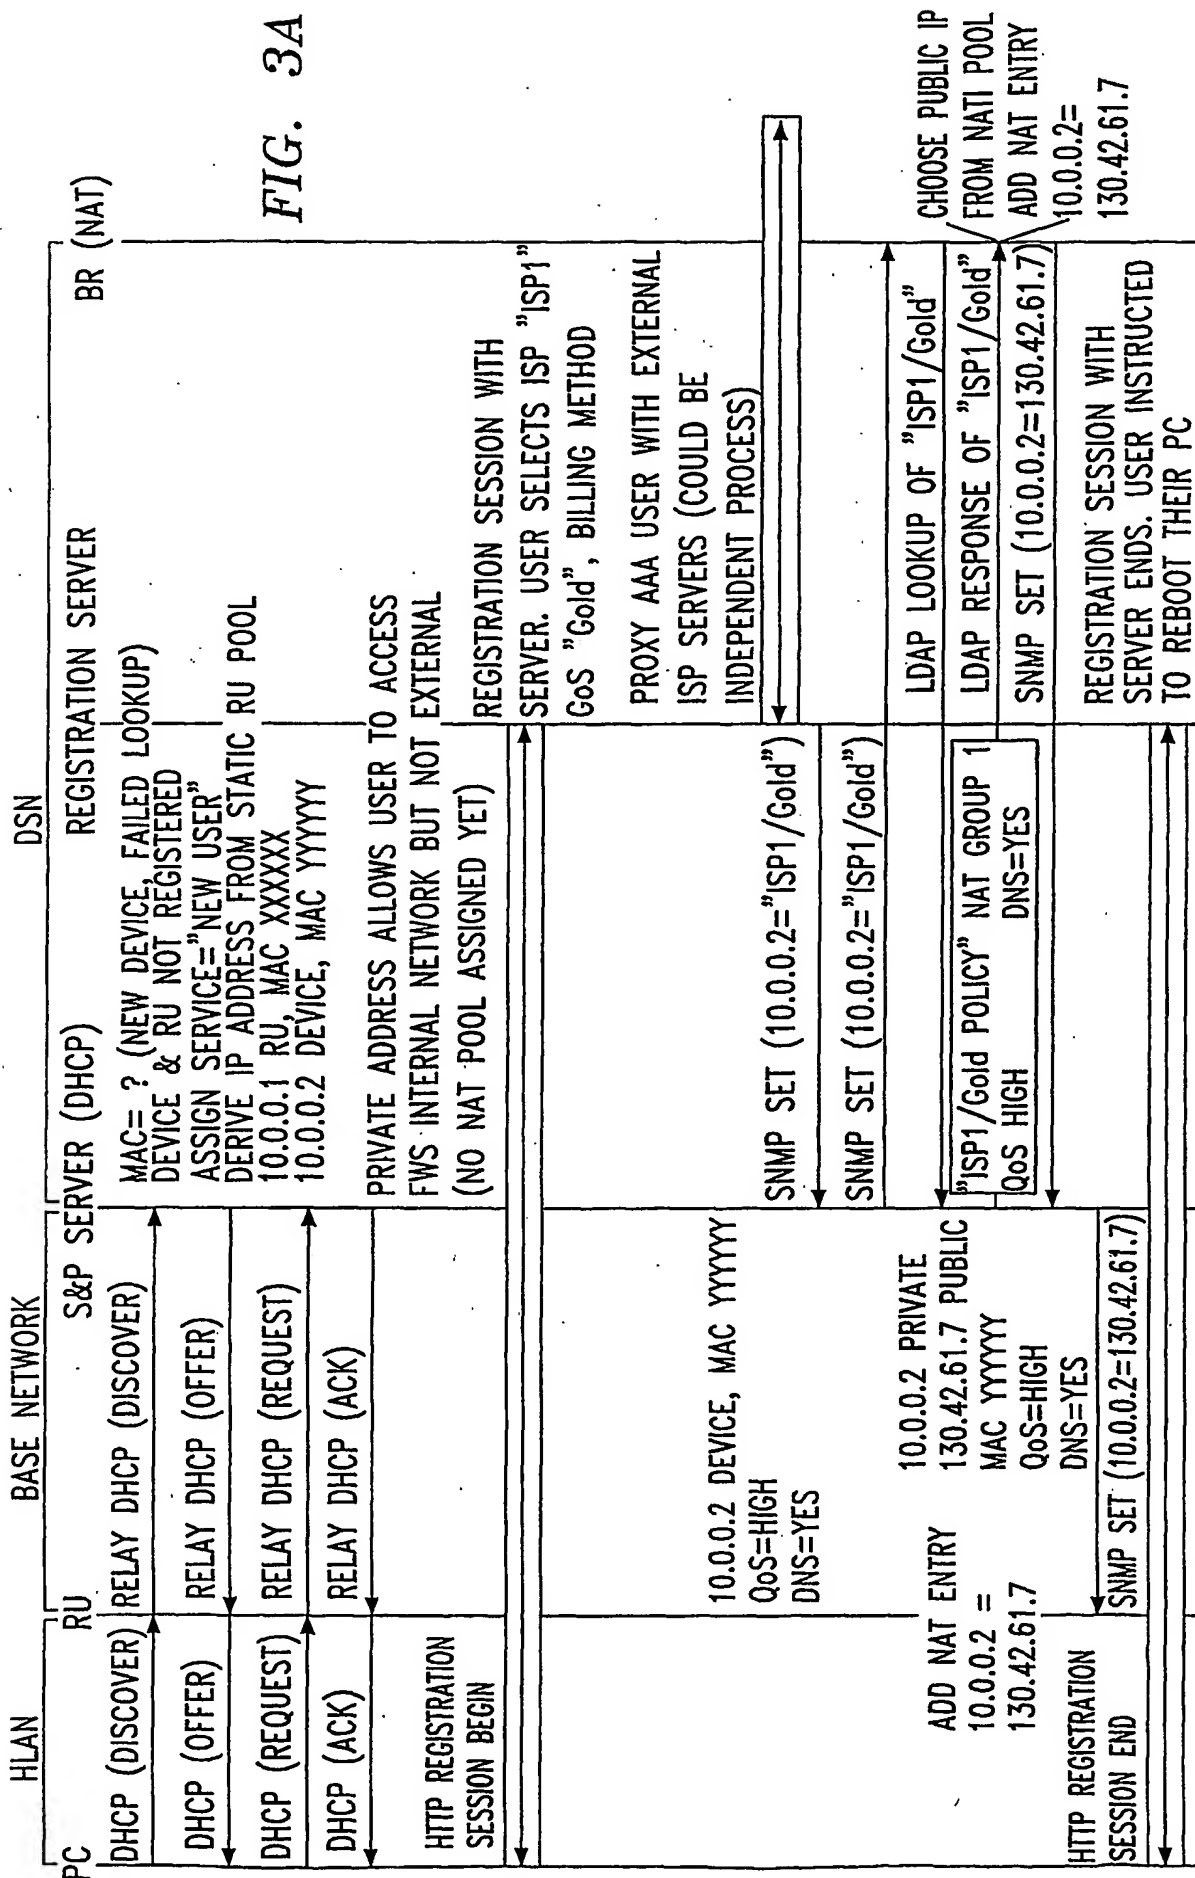 FIG. 3A
HLAN
BASE NETWORK
DSN
PC
RU
S&P SERVER (DHCP)
REGISTRATION SERVER
BR (NAT)
DHCP (DISCOVER)
RELAY DHCP (DISCOVER)
MAC= ? (NEW DEVICE, FAILED LOOKUP)
DEVICE & RU NOT REGISTERED
ASSIGN SERVICE="NEW USER"
DERIVE IP ADDRESS FROM STATIC RU POOL
10.0.0.1 RU, MAC XXXXXX
10.0.0.2 DEVICE, MAC YYYYYY
DHCP (OFFER)
RELAY DHCP (OFFER)
DHCP (REQUEST)
RELAY DHCP (REQUEST)
DHCP (ACK)
RELAY DHCP (ACK)
PRIVATE ADDRESS ALLOWS USER TO ACCESS
FWS INTERNAL NETWORK BUT NOT EXTERNAL
(NO NAT POOL ASSIGNED YET)
HTTP REGISTRATION
SESSION BEGIN
REGISTRATION SESSION WITH
SERVER. USER SELECTS ISP "ISP1"
GoS "Gold", BILLING METHOD
PROXY AAA USER WITH EXTERNAL
ISP SERVERS (COULD BE
INDEPENDENT PROCESS)
10.0.0.2 DEVICE, MAC YYYYYY
QoS=HIGH
DNS=YES
SNMP SET (10.0.0.2="ISP1/Gold")
SNMP SET (10.0.0.2="ISP1/Gold")
LDAP LOOKUP OF "ISP1/Gold"
LDAP RESPONSE OF "ISP1/Gold"
"ISP1/Gold POLICY" NAT GROUP 1
QoS HIGH DNS=YES
SNMP SET (10.0.0.2=130.42.61.7)
CHOOSE PUBLIC IP
FROM NATI POOL
ADD NAT ENTRY
10.0.0.2=
130.42.61.7
10.0.0.2 PRIVATE
130.42.61.7 PUBLIC
MAC YYYYYY
QoS=HIGH
DNS=YES
ADD NAT ENTRY
10.0.0.2 =
130.42.61.7
SNMP SET (10.0.0.2=130.42.61.7)
HTTP REGISTRATION
SESSION END
REGISTRATION SESSION WITH
SERVER ENDS. USER INSTRUCTED
TO REBOOT THEIR PC